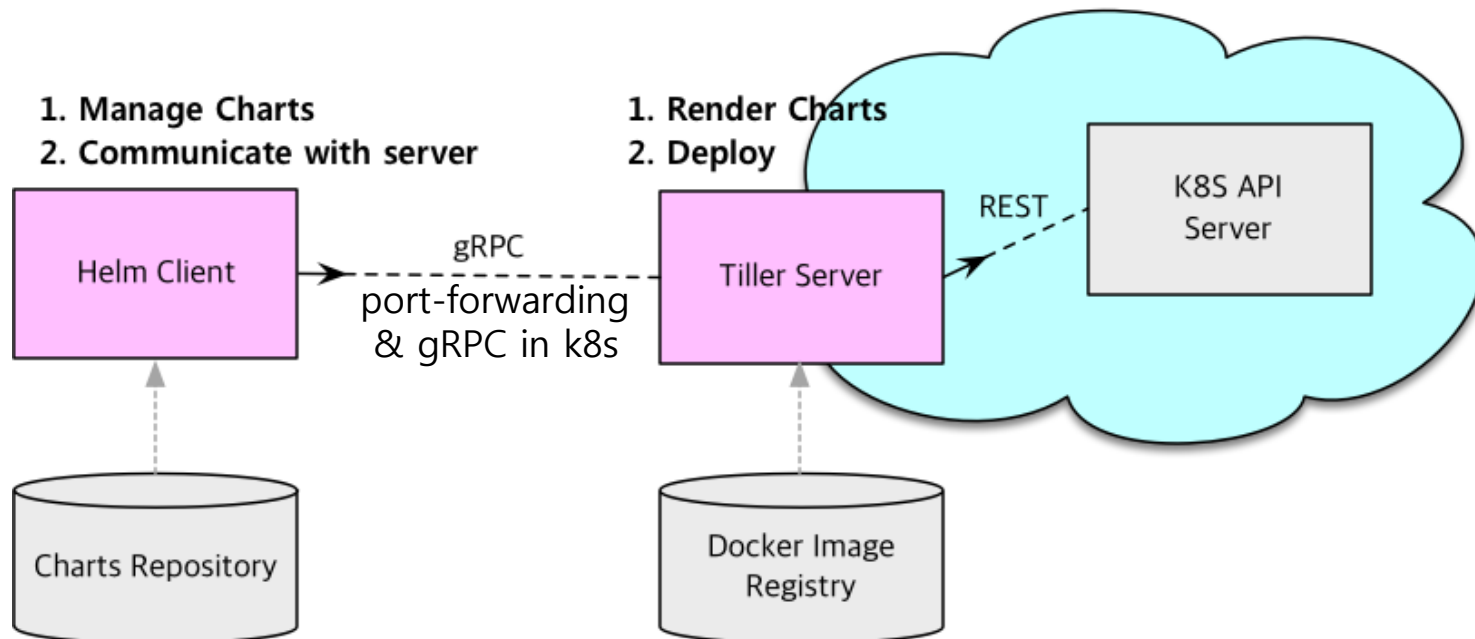 1. Manage Charts
2. Communicate with server
1. Render Charts
2. Deploy
Helm Client
gRPC
port-forwarding
& gRPC in k8s
Tiller Server
REST
K8S API
Server
Charts Repository
Docker Image
Registry